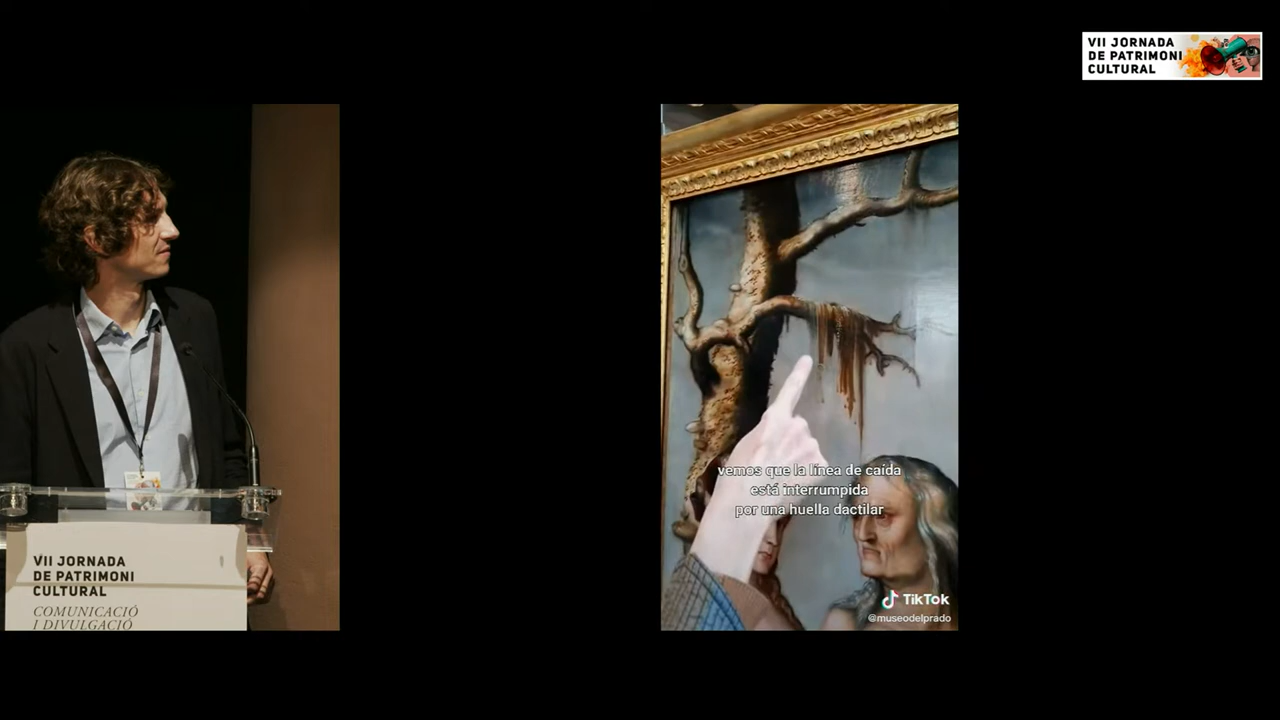 VII JORNADA
DE PATRIMONI
CULTURAL
VII JORNADA
DE PATRIMONI
CULTURAL
COMUNICACIÓ
I DIVULGACIÓ
vemos que la línea de caída
está interrumpida
por una huella dactilar
TikTok
@museodelprado